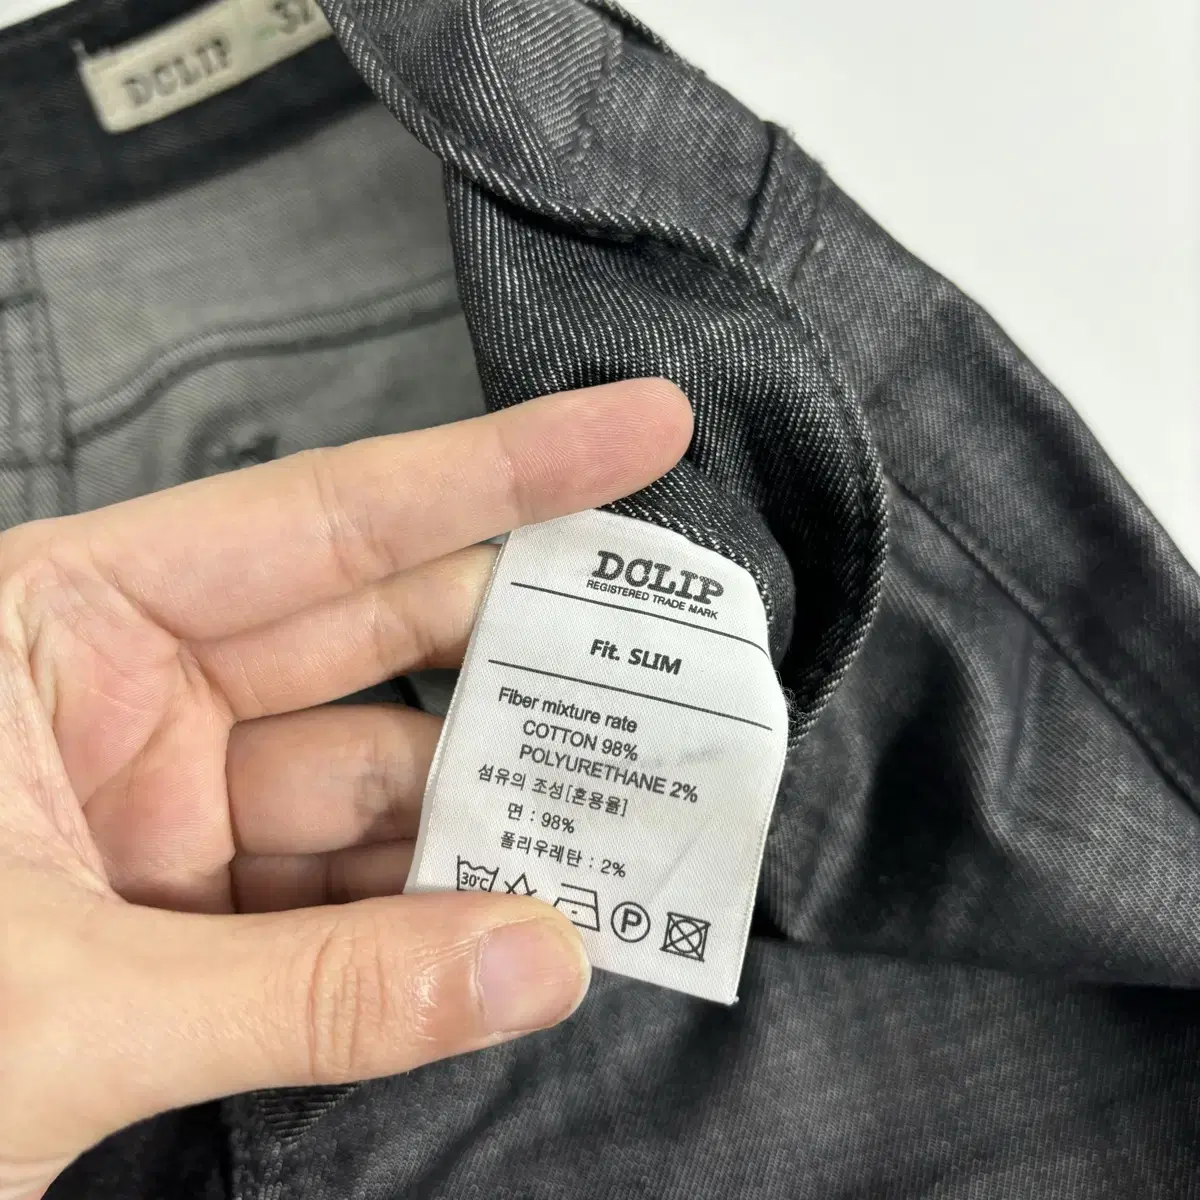 DCLIP 32
DCLIP
REGISTERED TRADE MARK
Fit. SLIM
Fiber mixture rate
COTTON 98%
POLYURETHANE 2%
섬유의 조성[혼용율]
면 : 98%
폴리우레탄 : 2%
30℃
P